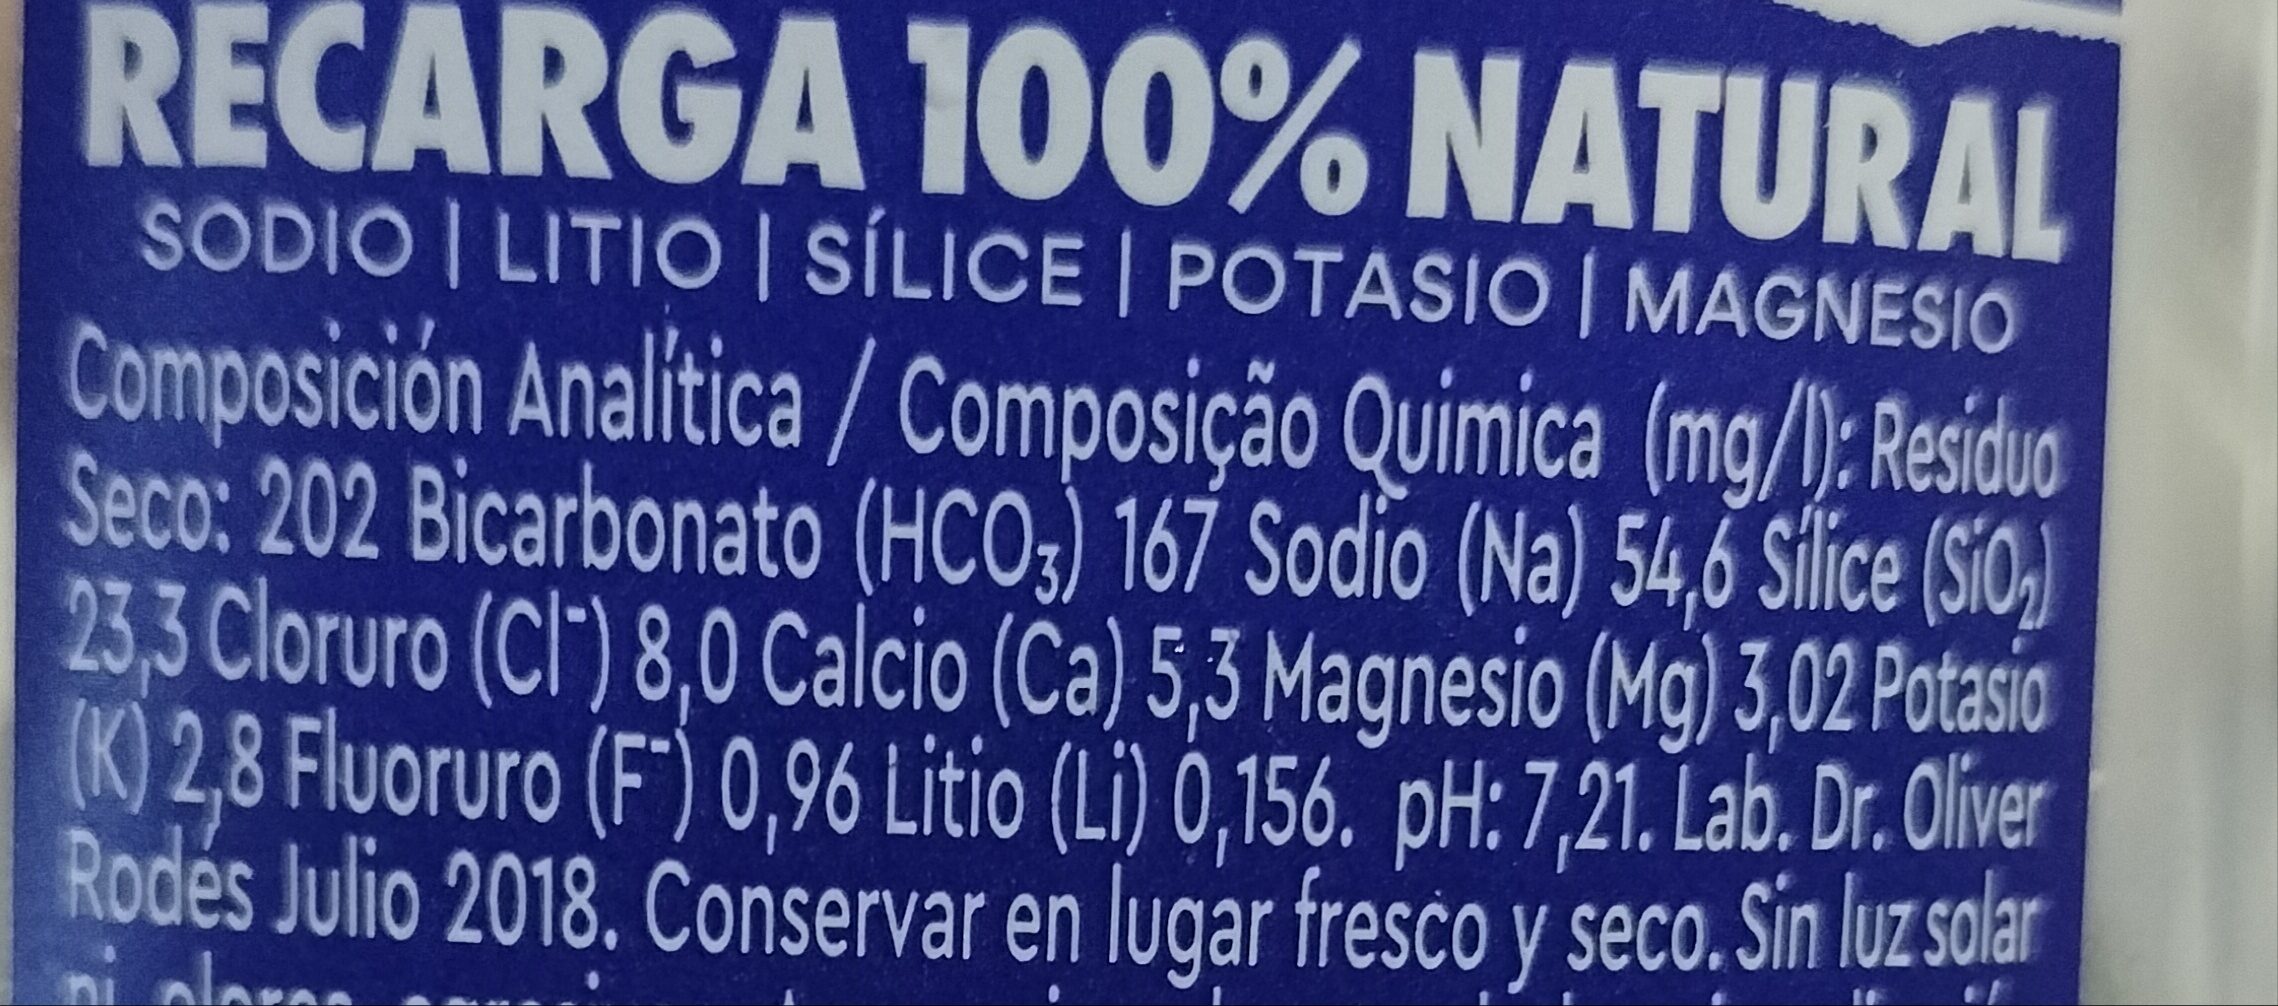 RECARGA 100% NATURAL
SODIO | LITIO | SÍLICE | POTASIO | MAGNESIO
Composición Analítica / Composição Química (mg/l): Residuo
Seco: 202 Bicarbonato (HCO₃) 167 Sodio (Na) 54,6 Sílice (SiO₂)
23,3 Cloruro (Cl⁻) 8,0 Calcio (Ca) 5,3 Magnesio (Mg) 3,02 Potasio
(K) 2,8 Fluoruro (F⁻) 0,96 Litio (Li) 0,156. pH: 7,21. Lab. Dr. Oliver
Rodés Julio 2018. Conservar en lugar fresco y seco. Sin luz solar
ni olores